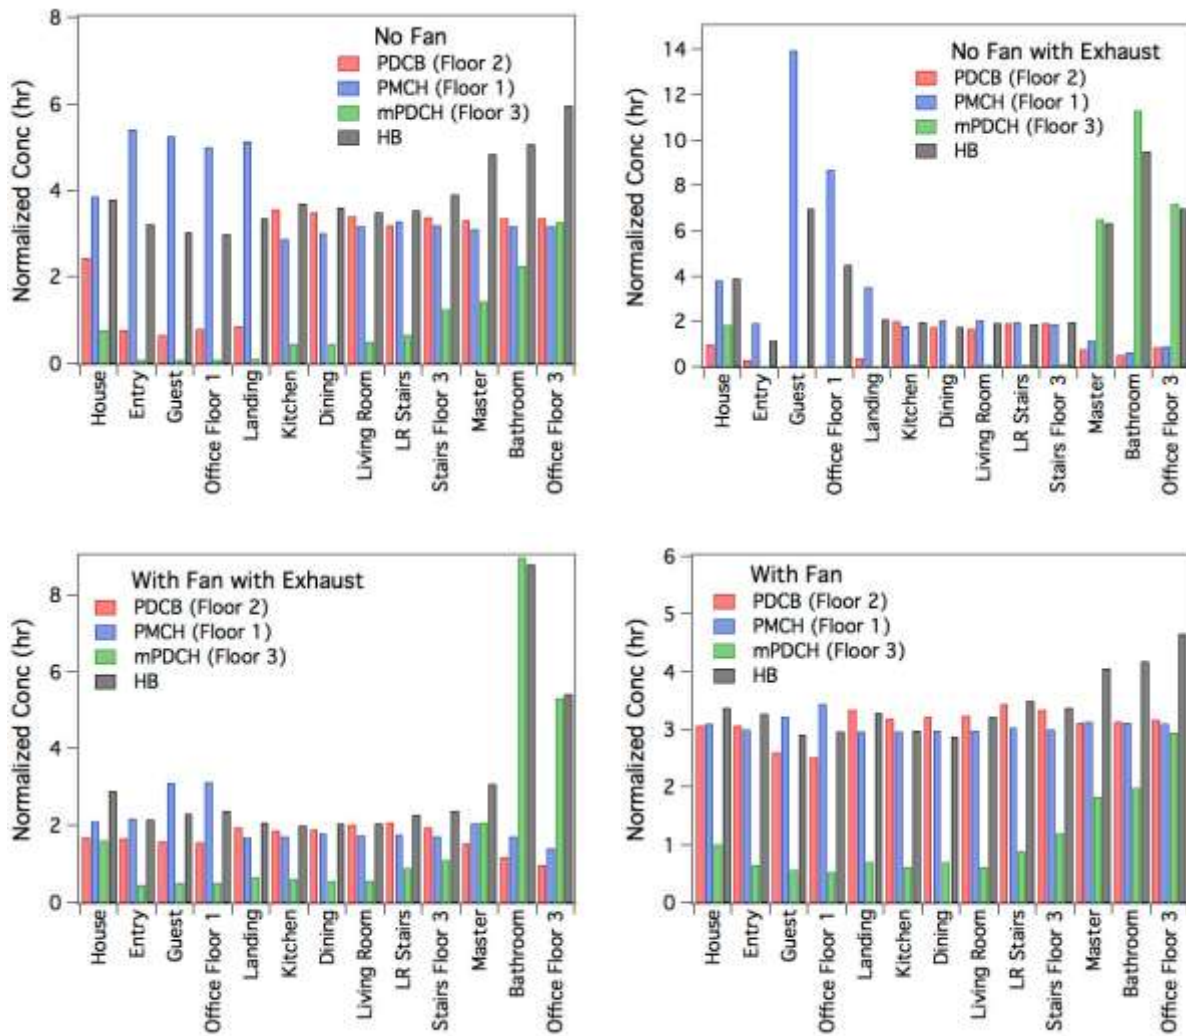 8
6
4
2
0
Normalized Conc (hr)
No Fan
PDCB (Floor 2)
PMCH (Floor 1)
mPDCH (Floor 3)
HB
House
Entry
Guest
Office Floor 1
Landing
Kitchen
Dining
Living Room
LR Stairs
Stairs Floor 3
Master
Bathroom
Office Floor 3
14
12
10
8
6
4
2
0
Normalized Conc (hr)
No Fan with Exhaust
PDCB (Floor 2)
PMCH (Floor 1)
mPDCH (Floor 3)
HB
House
Entry
Guest
Office Floor 1
Landing
Kitchen
Dining
Living Room
LR Stairs
Stairs Floor 3
Master
Bathroom
Office Floor 3
8
6
4
2
0
Normalized Conc (hr)
With Fan with Exhaust
PDCB (Floor 2)
PMCH (Floor 1)
mPDCH (Floor 3)
HB
House
Entry
Guest
Office Floor 1
Landing
Kitchen
Dining
Living Room
LR Stairs
Stairs Floor 3
Master
Bathroom
Office Floor 3
6
5
4
3
2
1
0
Normalized Conc (hr)
With Fan
PDCB (Floor 2)
PMCH (Floor 1)
mPDCH (Floor 3)
HB
House
Entry
Guest
Office Floor 1
Landing
Kitchen
Dining
Living Room
LR Stairs
Stairs Floor 3
Master
Bathroom
Office Floor 3